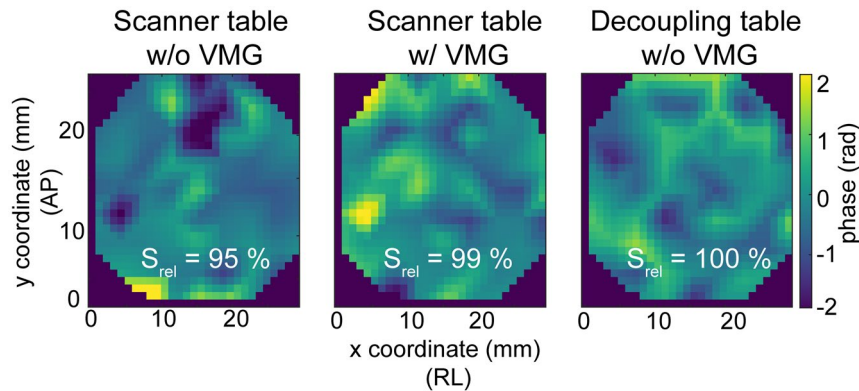 Scanner table
w/o VMG
Scanner table
w/ VMG
Decoupling table
w/o VMG
y coordinate (mm)
(AP)
20
10
0
S_rel = 95 %
S_rel = 99 %
S_rel = 100 %
0 10 20
0 10 20
0 10 20
x coordinate (mm)
(RL)
2
1
0
-1
-2
phase (rad)